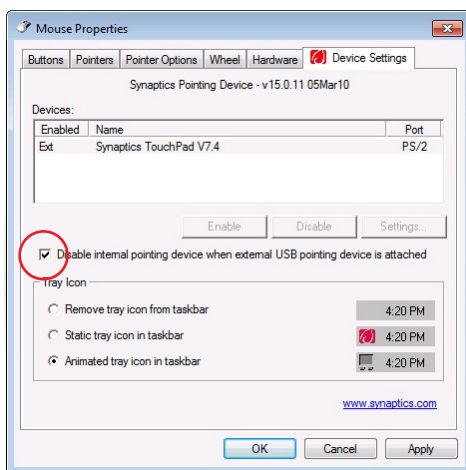 Mouse Properties
Buttons Pointers Pointer Options Wheel Hardware Device Settings
Synaptics Pointing Device - v15.0.11 05Mar10
Devices:
Enabled Name Port
Ext Synaptics TouchPad V7.4 PS/2
Enable Disable Settings...
Disable internal pointing device when external USB pointing device is attached
Tray Icon
Remove tray icon from taskbar 4:20 PM
Static tray icon in taskbar 4:20 PM
Animated tray icon in taskbar 4:20 PM
www.synaptics.com
OK Cancel Apply